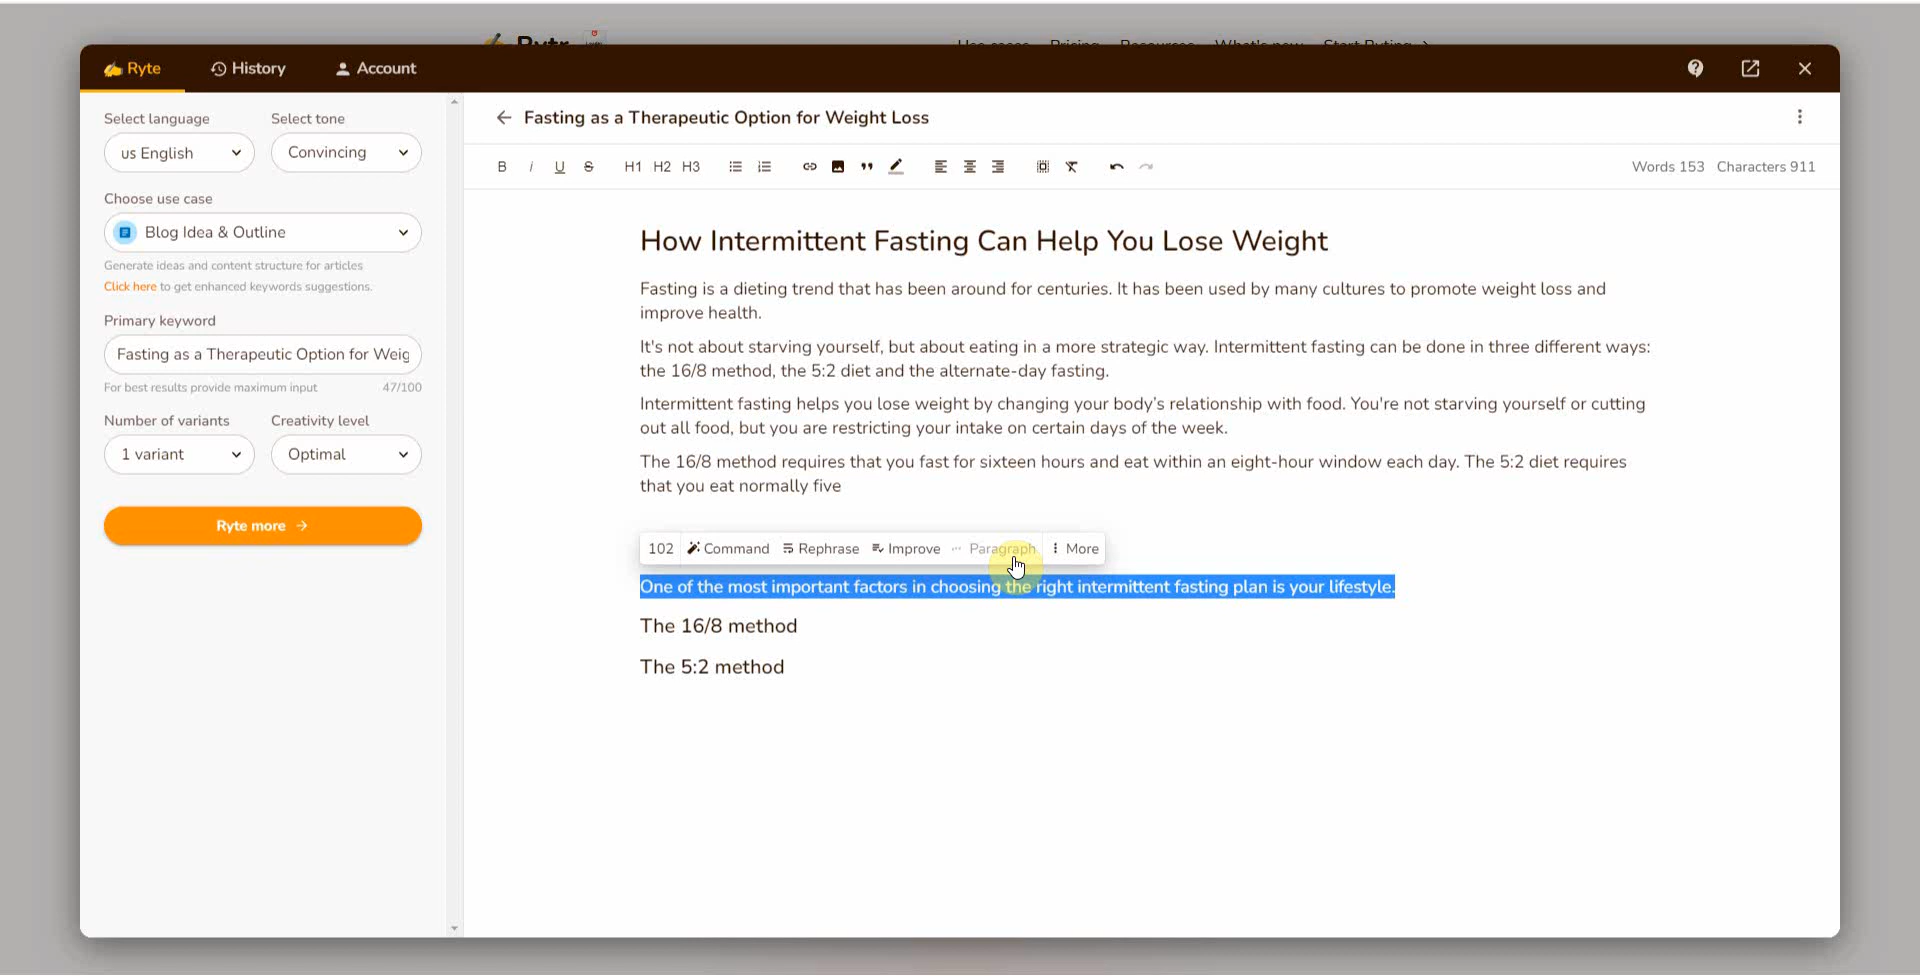 Ryte History Account
Select language Select tone
us English Convincing
Choose use case
Blog Idea & Outline
Generate ideas and content structure for articles
Click here to get enhanced keywords suggestions.
Primary keyword
Fasting as a Therapeutic Option for Weig
For best results provide maximum input 47/100
Number of variants Creativity level
1 variant Optimal
Ryte more
Fasting as a Therapeutic Option for Weight Loss
B i U S H1 H2 H3 Words 153 Characters 911
How Intermittent Fasting Can Help You Lose Weight
Fasting is a dieting trend that has been around for centuries. It has been used by many cultures to promote weight loss and
improve health.
It's not about starving yourself, but about eating in a more strategic way. Intermittent fasting can be done in three different ways:
the 16/8 method, the 5:2 diet and the alternate-day fasting.
Intermittent fasting helps you lose weight by changing your body's relationship with food. You're not starving yourself or cutting
out all food, but you are restricting your intake on certain days of the week.
The 16/8 method requires that you fast for sixteen hours and eat within an eight-hour window each day. The 5:2 diet requires
that you eat normally five
102 Command Rephrase Improve Paragraph More
One of the most important factors in choosing the right intermittent fasting plan is your lifestyle.
The 16/8 method
The 5:2 method